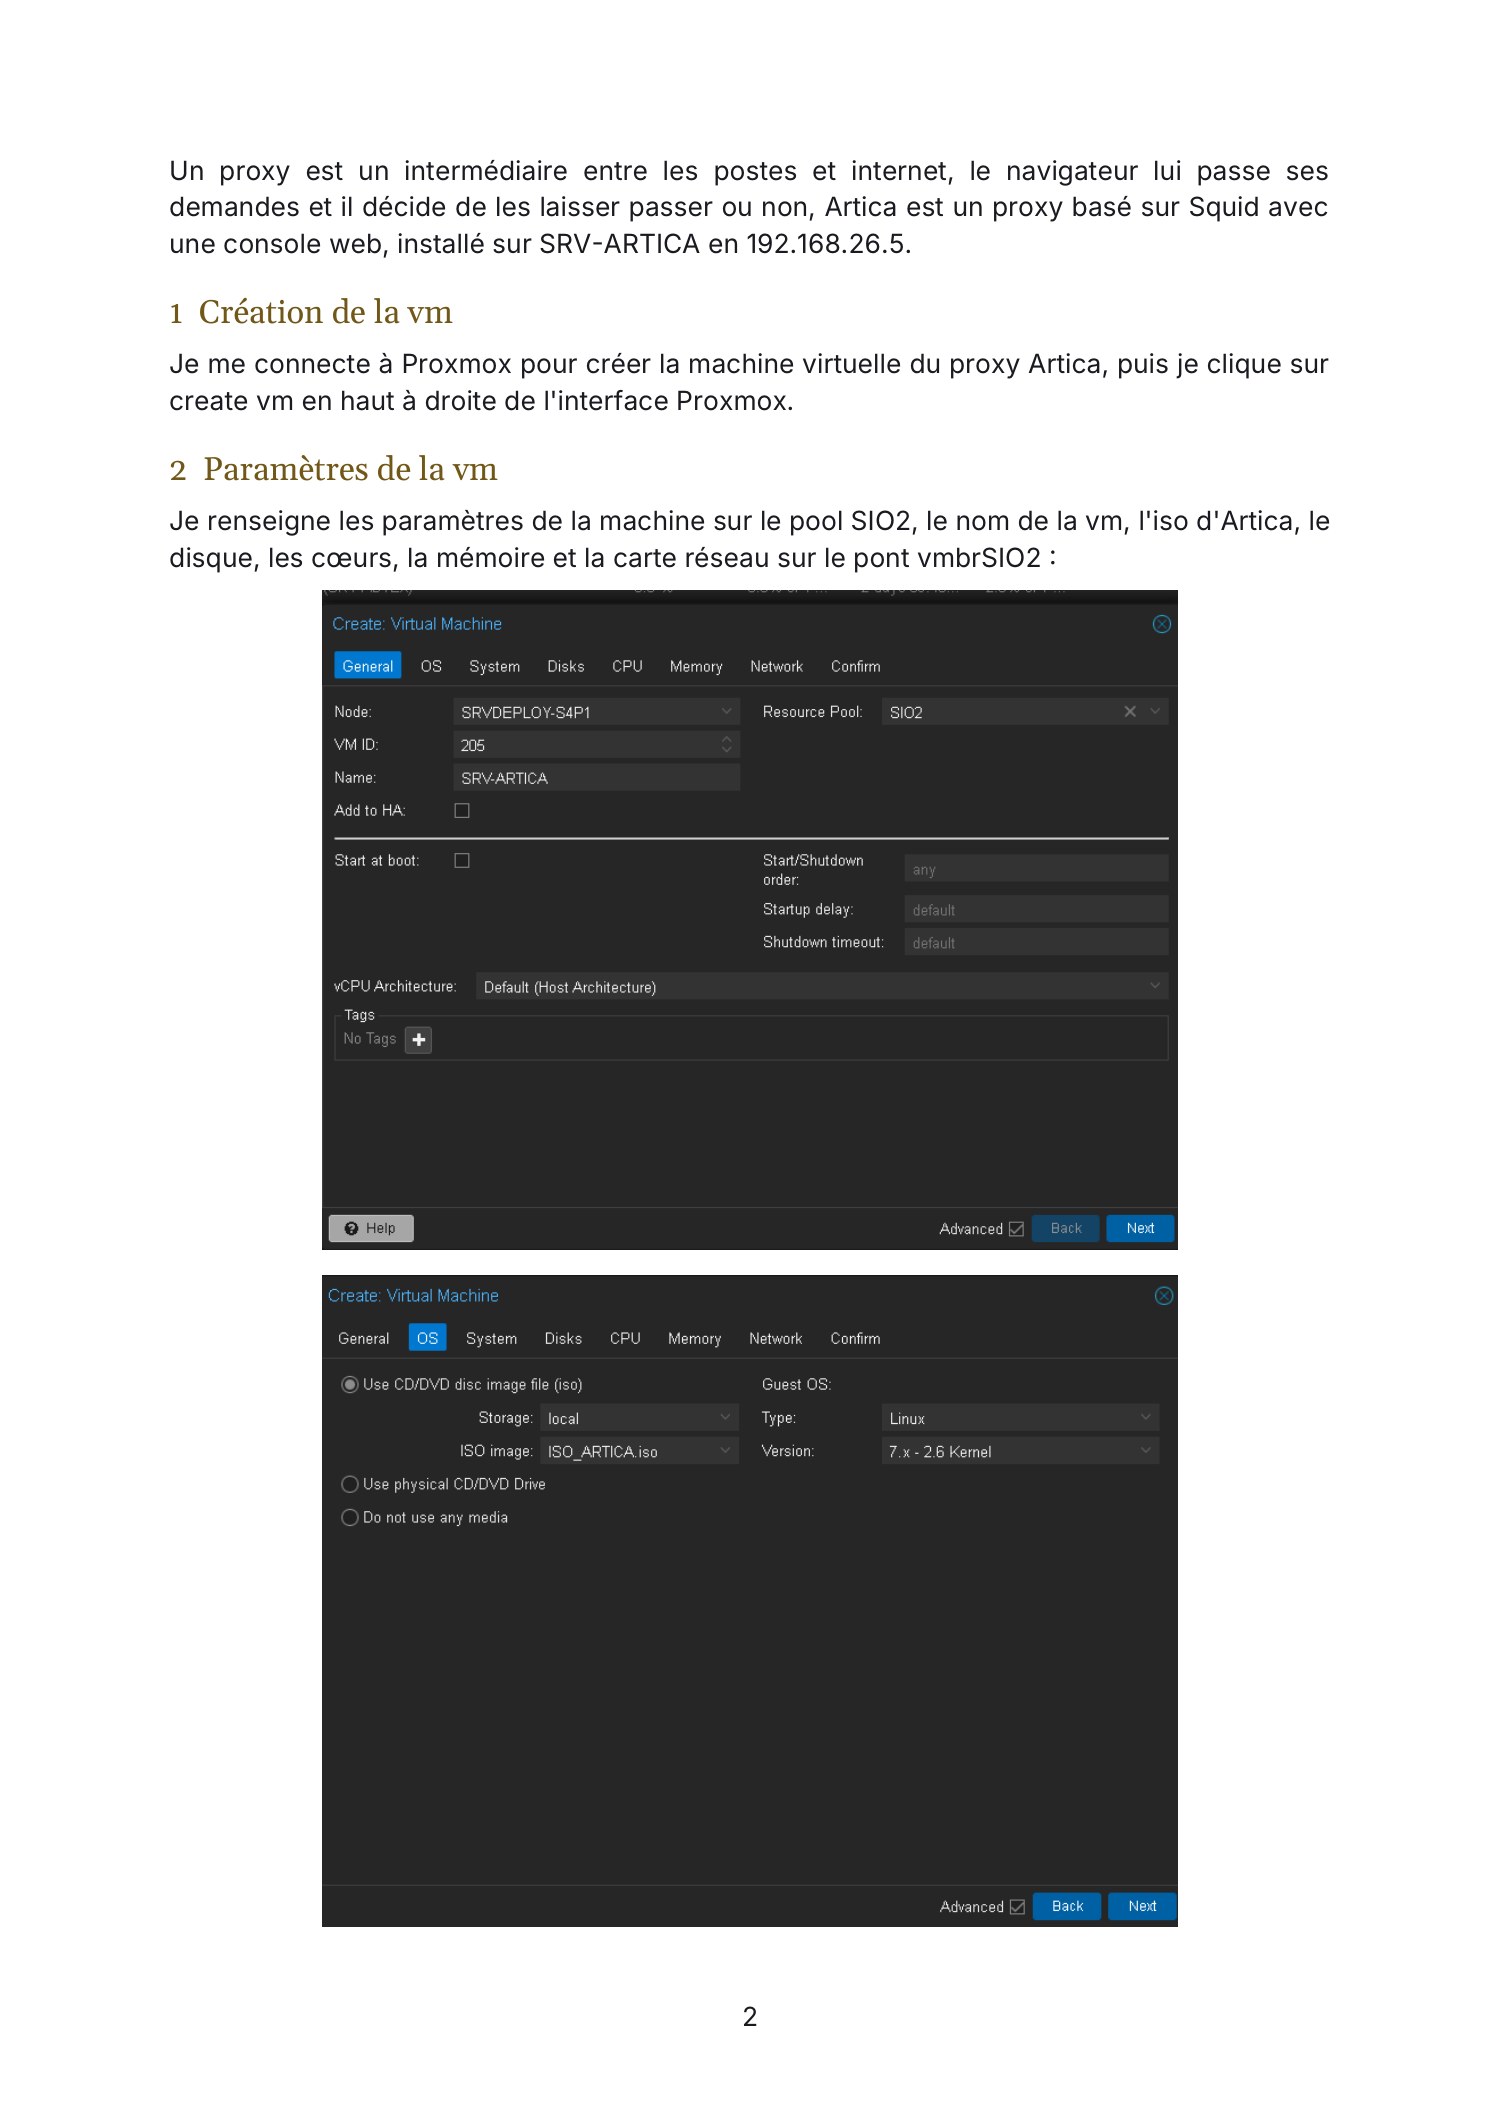 Un proxy est un intermédiaire entre les postes et internet, le navigateur lui passe ses
demandes et il décide de les laisser passer ou non, Artica est un proxy basé sur Squid avec
une console web, installé sur SRV-ARTICA en 192.168.26.5.
1 Création de la vm
Je me connecte à Proxmox pour créer la machine virtuelle du proxy Artica, puis je clique sur
create vm en haut à droite de l'interface Proxmox.
2 Paramètres de la vm
Je renseigne les paramètres de la machine sur le pool SIO2, le nom de la vm, l'iso d'Artica, le
disque, les cœurs, la mémoire et la carte réseau sur le pont vmbrSIO2 :
Create: Virtual Machine
General OS System Disks CPU Memory Network Confirm
Node: SRVDEPLOY-S4P1 Resource Pool: SIO2
VM ID: 205
Name: SRV-ARTICA
Add to HA:
Start at boot: Start/Shutdown
order: any
Startup delay: default
Shutdown timeout: default
vCPU Architecture: Default (Host Architecture)
Tags
No Tags
Help Advanced Back Next
Create: Virtual Machine
General OS System Disks CPU Memory Network Confirm
Use CD/DVD disc image file (iso) Guest OS:
Storage: local Type: Linux
ISO image: ISO_ARTICA.iso Version: 7.x - 2.6 Kernel
Use physical CD/DVD Drive
Do not use any media
Advanced Back Next
2